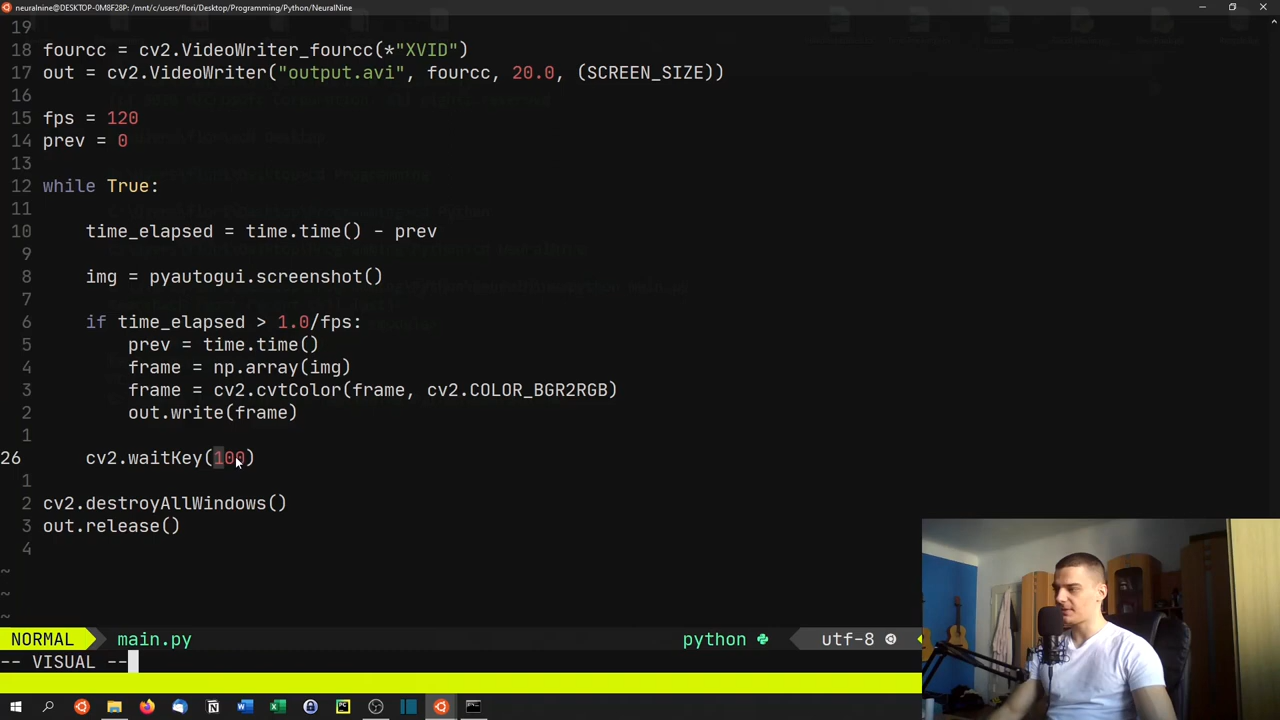 neuralnine@DESKTOP-0M8F28P: /mnt/c/users/flori/Desktop/Programming/Python/NeuralNine
19
18 fourcc = cv2.VideoWriter_fourcc(*"XVID")
17 out = cv2.VideoWriter("output.avi", fourcc, 20.0, (SCREEN_SIZE))
16
15 fps = 120
14 prev = 0
13
12 while True:
11
10 time_elapsed = time.time() - prev
9
8 img = pyautogui.screenshot()
7
6 if time_elapsed > 1.0/fps:
5 prev = time.time()
4 frame = np.array(img)
3 frame = cv2.cvtColor(frame, cv2.COLOR_BGR2RGB)
2 out.write(frame)
1
26 cv2.waitKey(100)
1
2 cv2.destroyAllWindows()
3 out.release()
4
~
~
~
NORMAL main.py python utf-8
-- VISUAL --